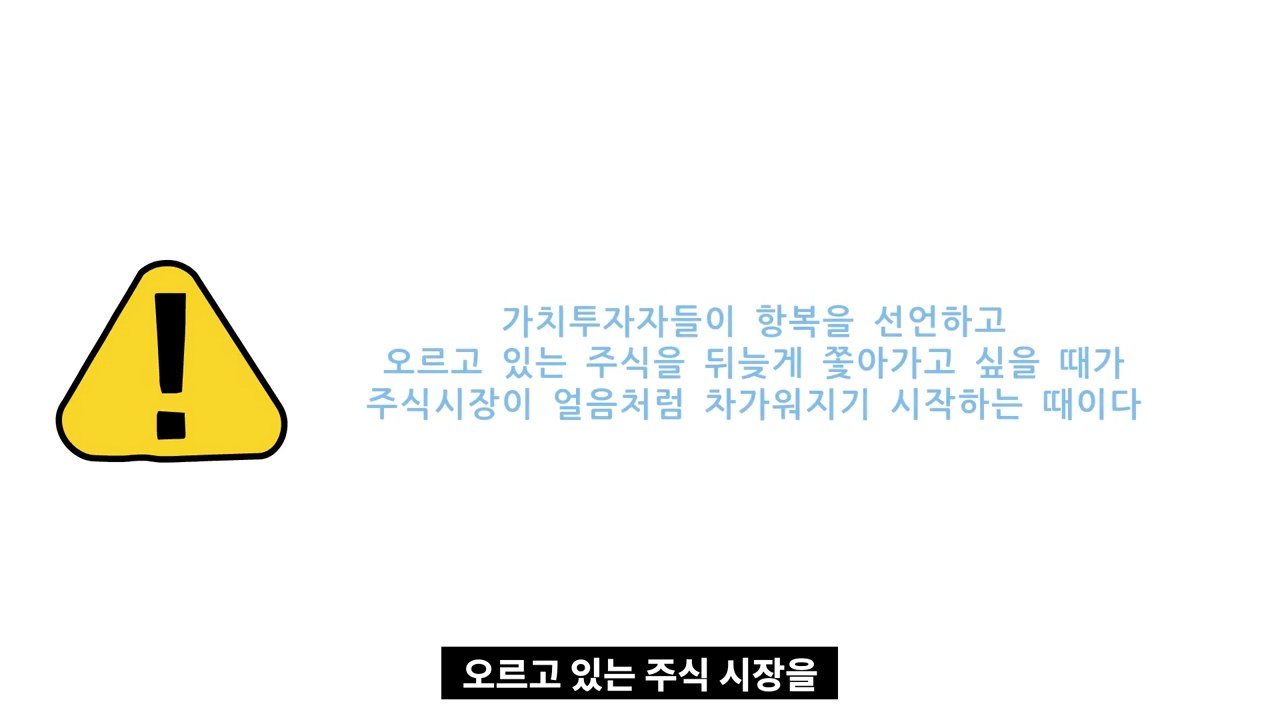 가치투자자들이 항복을 선언하고
오르고 있는 주식을 뒤늦게 쫓아가고 싶을 때가
주식시장이 얼음처럼 차가워지기 시작하는 때이다
오르고 있는 주식 시장을